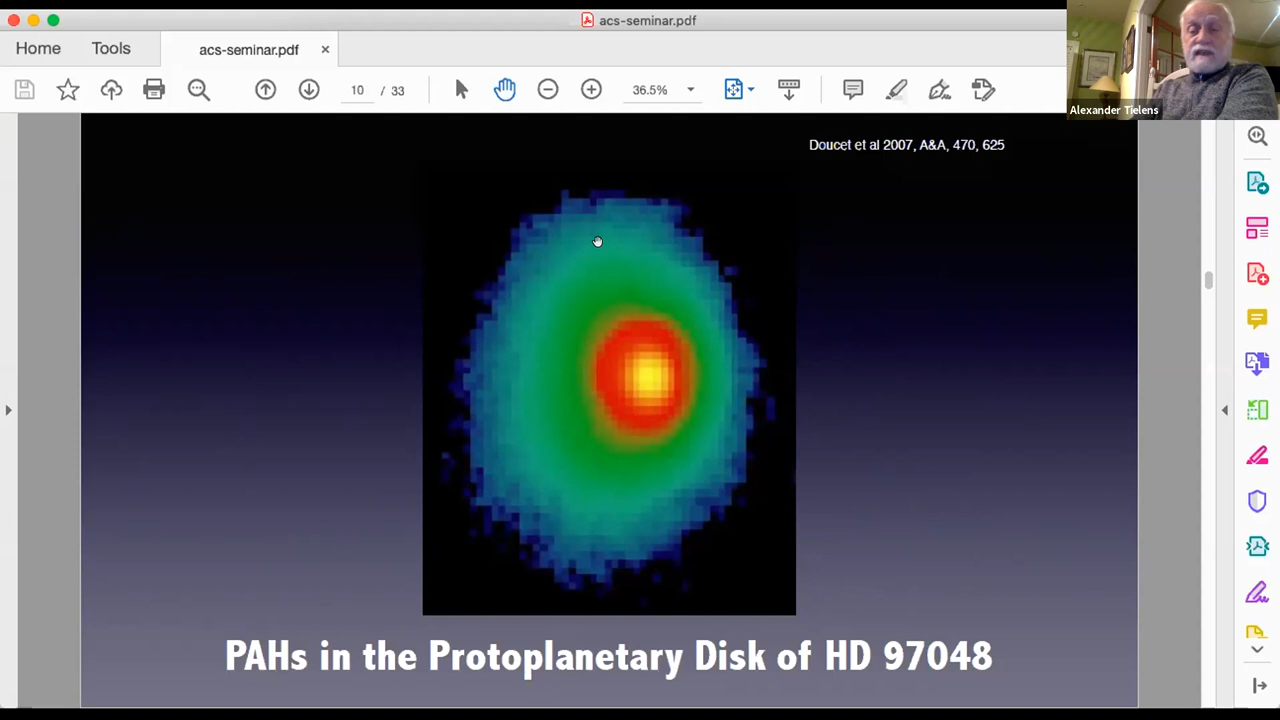 acs-seminar.pdf
Home
Tools
acs-seminar.pdf
10 / 33
36.5%
Alexander Tielens
Doucet et al 2007, A&A, 470, 625
PAHs in the Protoplanetary Disk of HD 97048